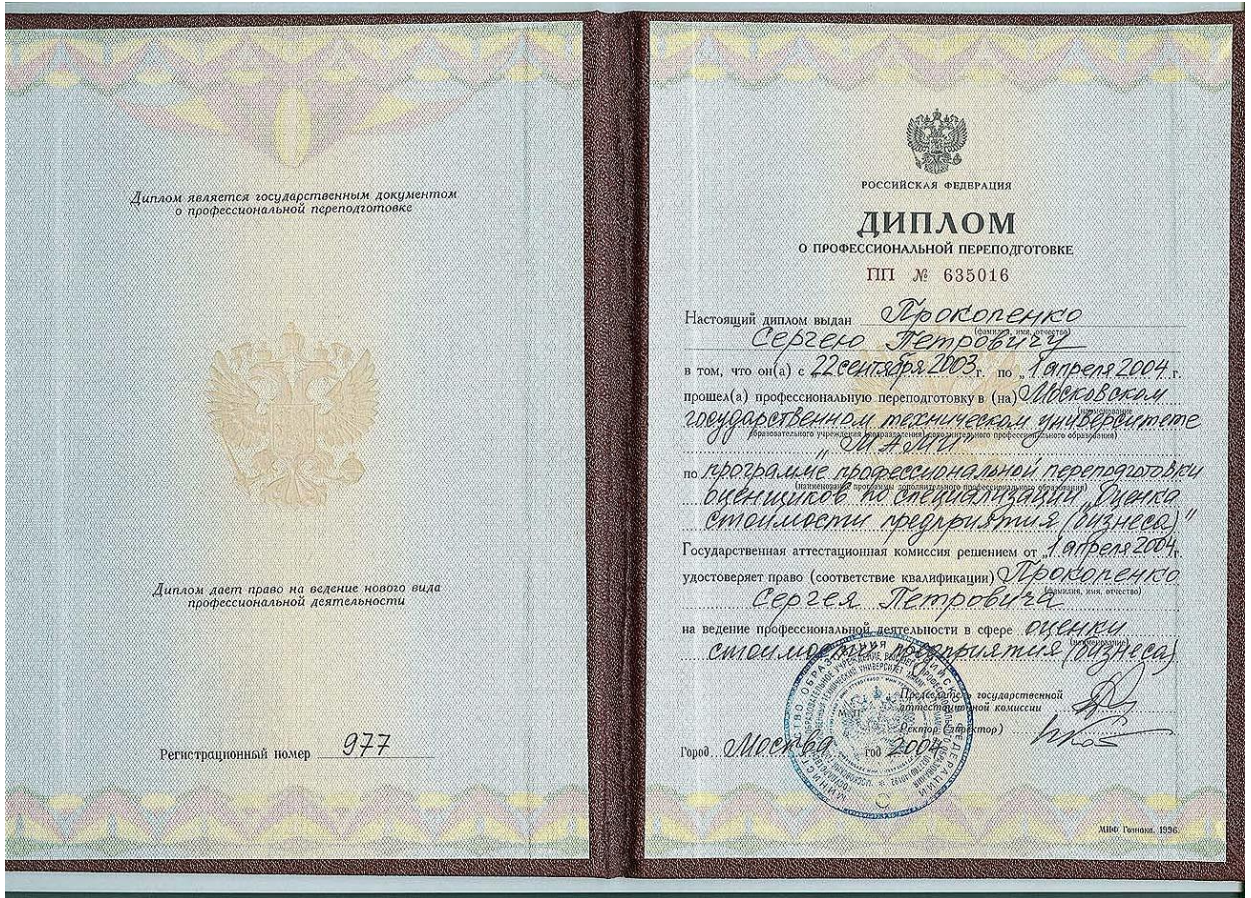 Диплом является государственным документом
о профессиональной переподготовке
Диплом дает право на ведение нового вида
профессиональной деятельности
Регистрационный номер 977
РОССИЙСКАЯ ФЕДЕРАЦИЯ
ДИПЛОМ
О ПРОФЕССИОНАЛЬНОЙ ПЕРЕПОДГОТОВКЕ
ПП № 635016
Настоящий диплом выдан Прокопенко
(фамилия, имя, отчество)
Сергею Петровичу
в том, что он(а) с 22 сентября 2003 г. по „1 апреля 2004 г.
прошел(а) профессиональную переподготовку в (на) Московском
(наименование
государственном техническом университете
образовательного учреждения (подразделения) дополнительного профессионального образования)
„МАМИ"
по программе профессиональной переподготовки
(наименование программы дополнительного профессионального образования)
оценщиков по специализации „Оценка
стоимости предприятия (бизнеса)"
Государственная аттестационная комиссия решением от „1 апреля 2004 г.
удостоверяет право (соответствие квалификации) Прокопенко
(фамилия, имя, отчество)
Сергея Петровича
на ведение профессиональной деятельности в сфере оценки
(наименование)
стоимости предприятия (бизнеса)
Председатель государственной
аттестационной комиссии
Ректор (директор)
Город Москва год 2004
МПФ Гознака. 1996.